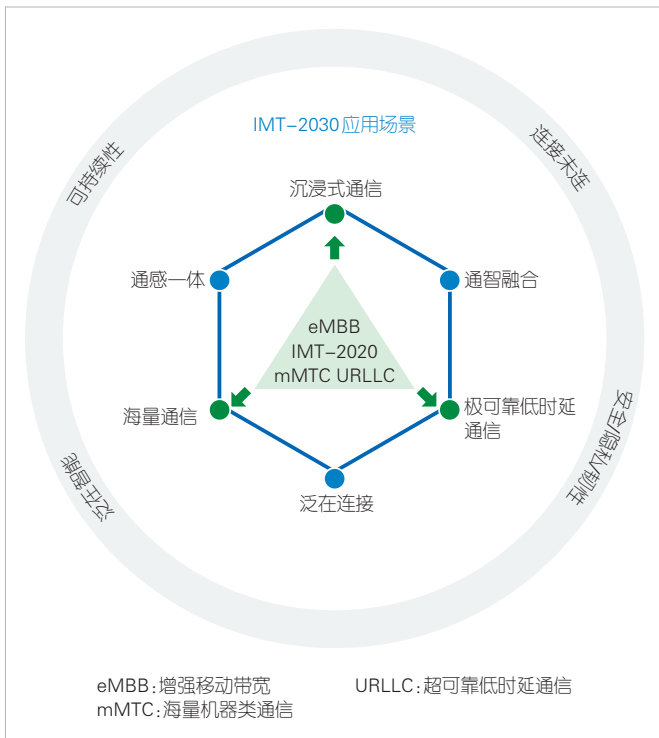 IMT-2030应用场景
可持续性
连接未连
沉浸式通信
通感一体
通智融合
eMBB
IMT-2020
mMTC URLLC
海量通信
极可靠低时延
通信
泛在智能
安全/隐私/韧性
泛在连接
eMBB:增强移动带宽
URLLC:超可靠低时延通信
mMTC:海量机器类通信